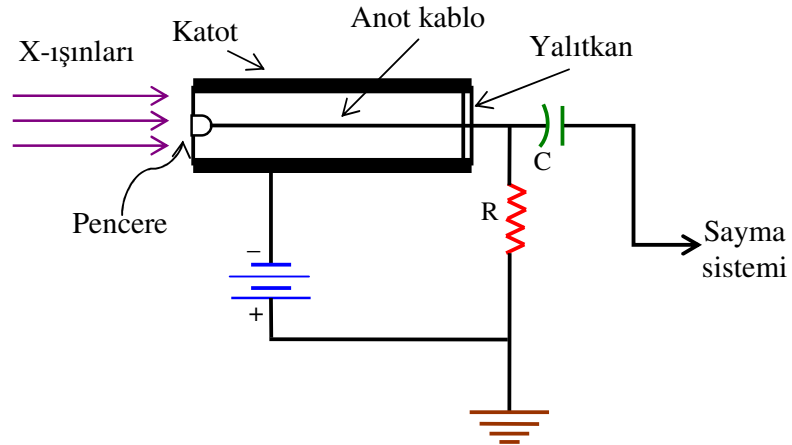 Anot kablo
Katot
Yalıtkan
X-ışınları
C
R
Pencere
Sayma
sistemi
–
+